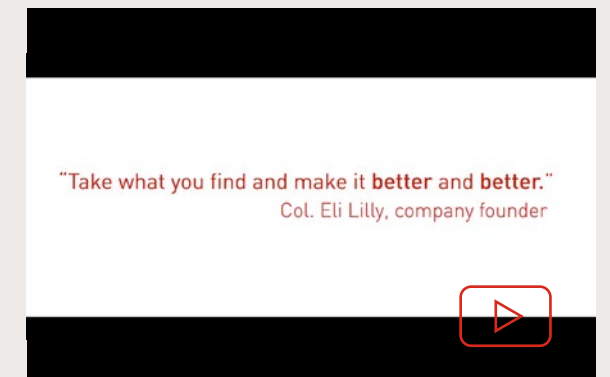 "Take what you find and make it better and better."
Col. Eli Lilly, company founder